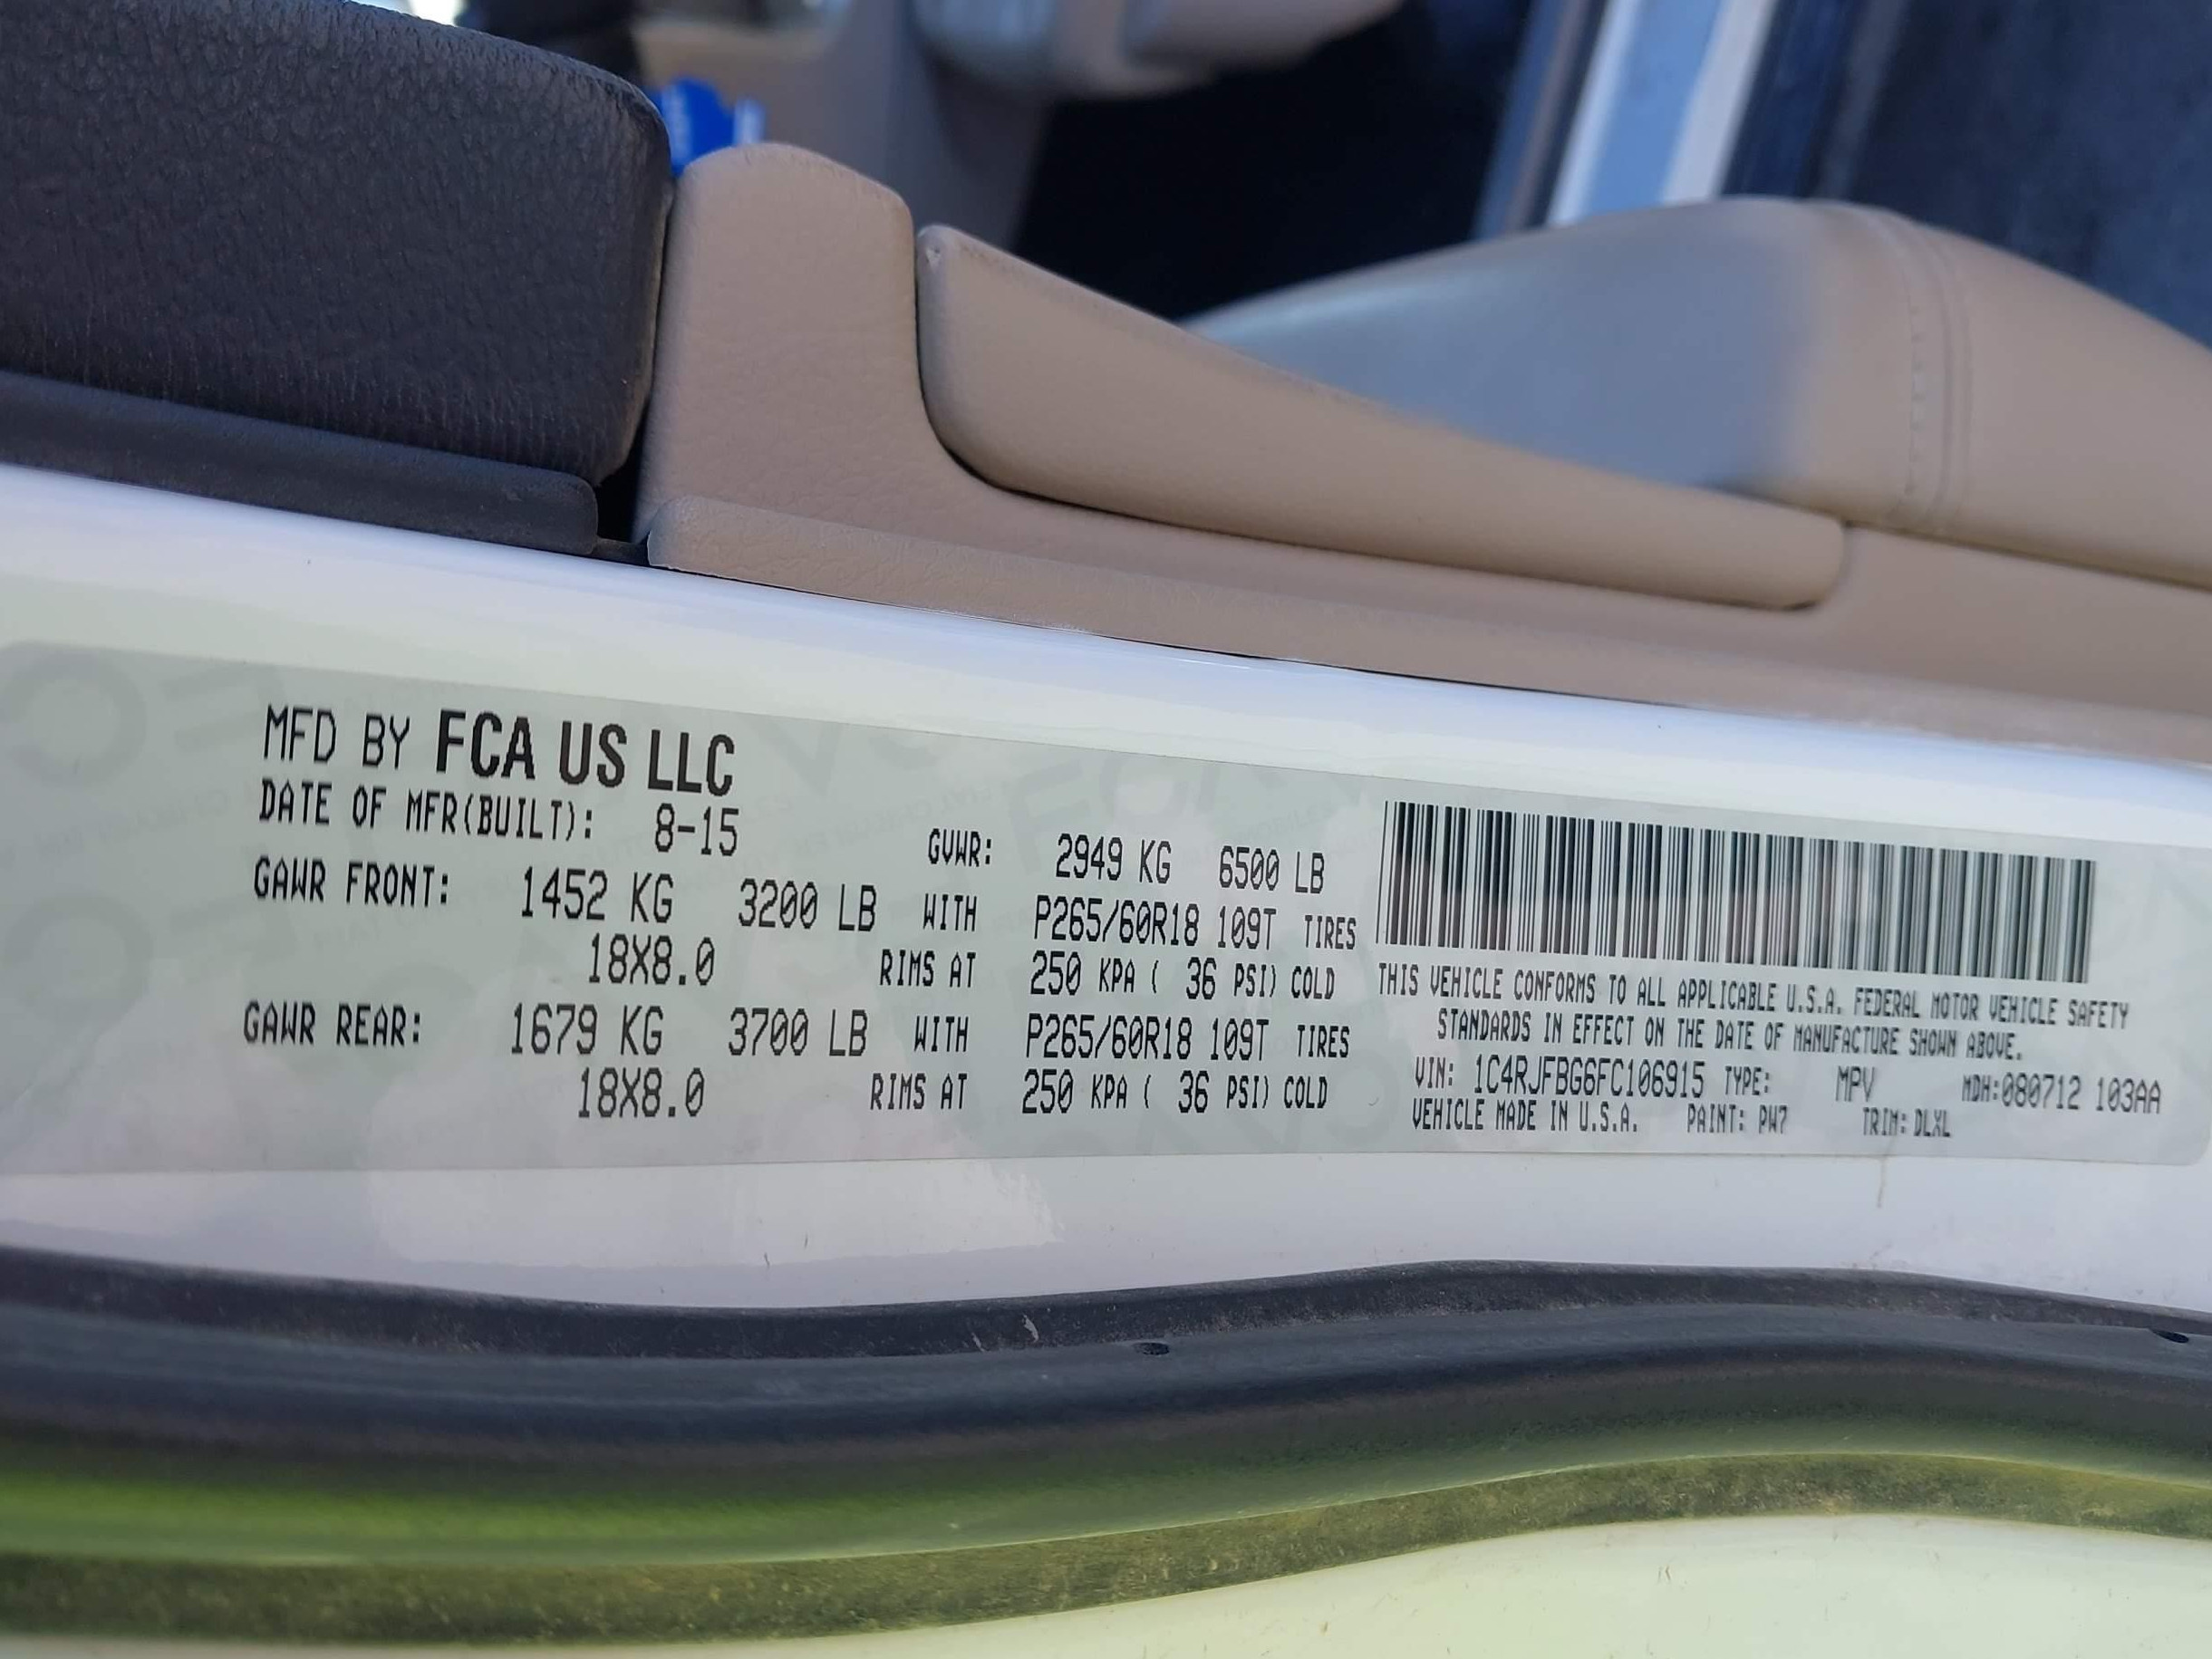 MFD BY FCA US LLC
DATE OF MFR(BUILT): 8-15 GVWR: 2949 KG 6500 LB
GAWR FRONT: 1452 KG 3200 LB WITH P265/60R18 109T TIRES
18X8.0 RIMS AT 250 KPA ( 36 PSI) COLD
GAWR REAR: 1679 KG 3700 LB WITH P265/60R18 109T TIRES
18X8.0 RIMS AT 250 KPA ( 36 PSI) COLD
THIS VEHICLE CONFORMS TO ALL APPLICABLE U.S.A. FEDERAL MOTOR VEHICLE SAFETY
STANDARDS IN EFFECT ON THE DATE OF MANUFACTURE SHOWN ABOVE.
VIN: 1C4RJFBG6FC106915 TYPE: MPV MDH:080712 103AA
VEHICLE MADE IN U.S.A. PAINT: PW7 TRIM: DLXL